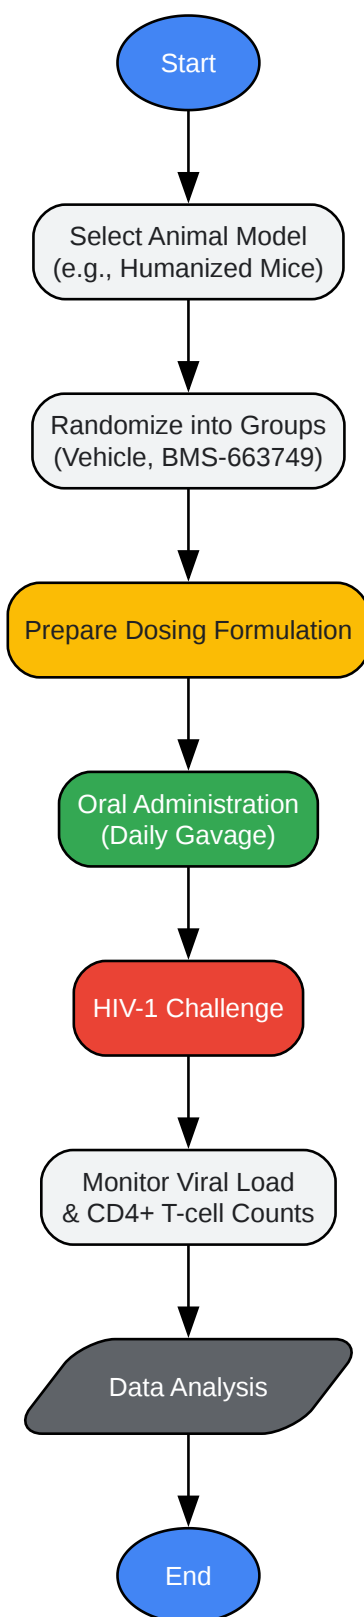 Start
Select Animal Model
(e.g., Humanized Mice)
Randomize into Groups
(Vehicle, BMS-663749)
Prepare Dosing Formulation
Oral Administration
(Daily Gavage)
HIV-1 Challenge
Monitor Viral Load
& CD4+ T-cell Counts
Data Analysis
End